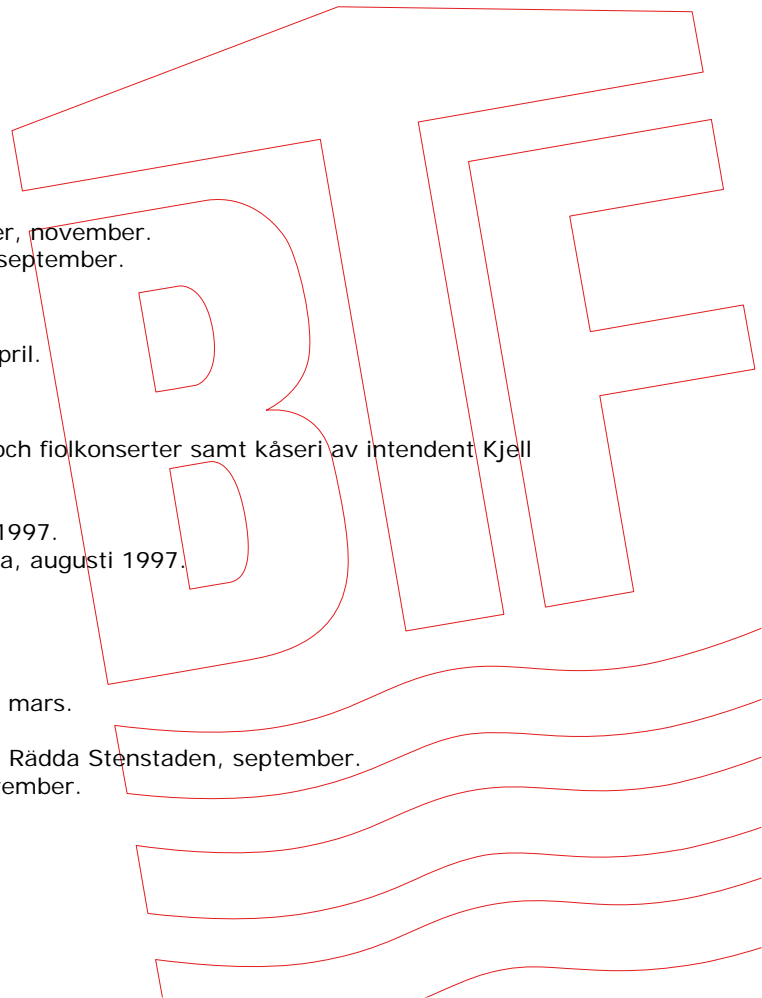 er, november.
september.
pril.
och fiolkonserter samt kåseri av intendent Kjell
1997.
a, augusti 1997.
mars.
Rädda Stenstaden, september.
ember.
BTF